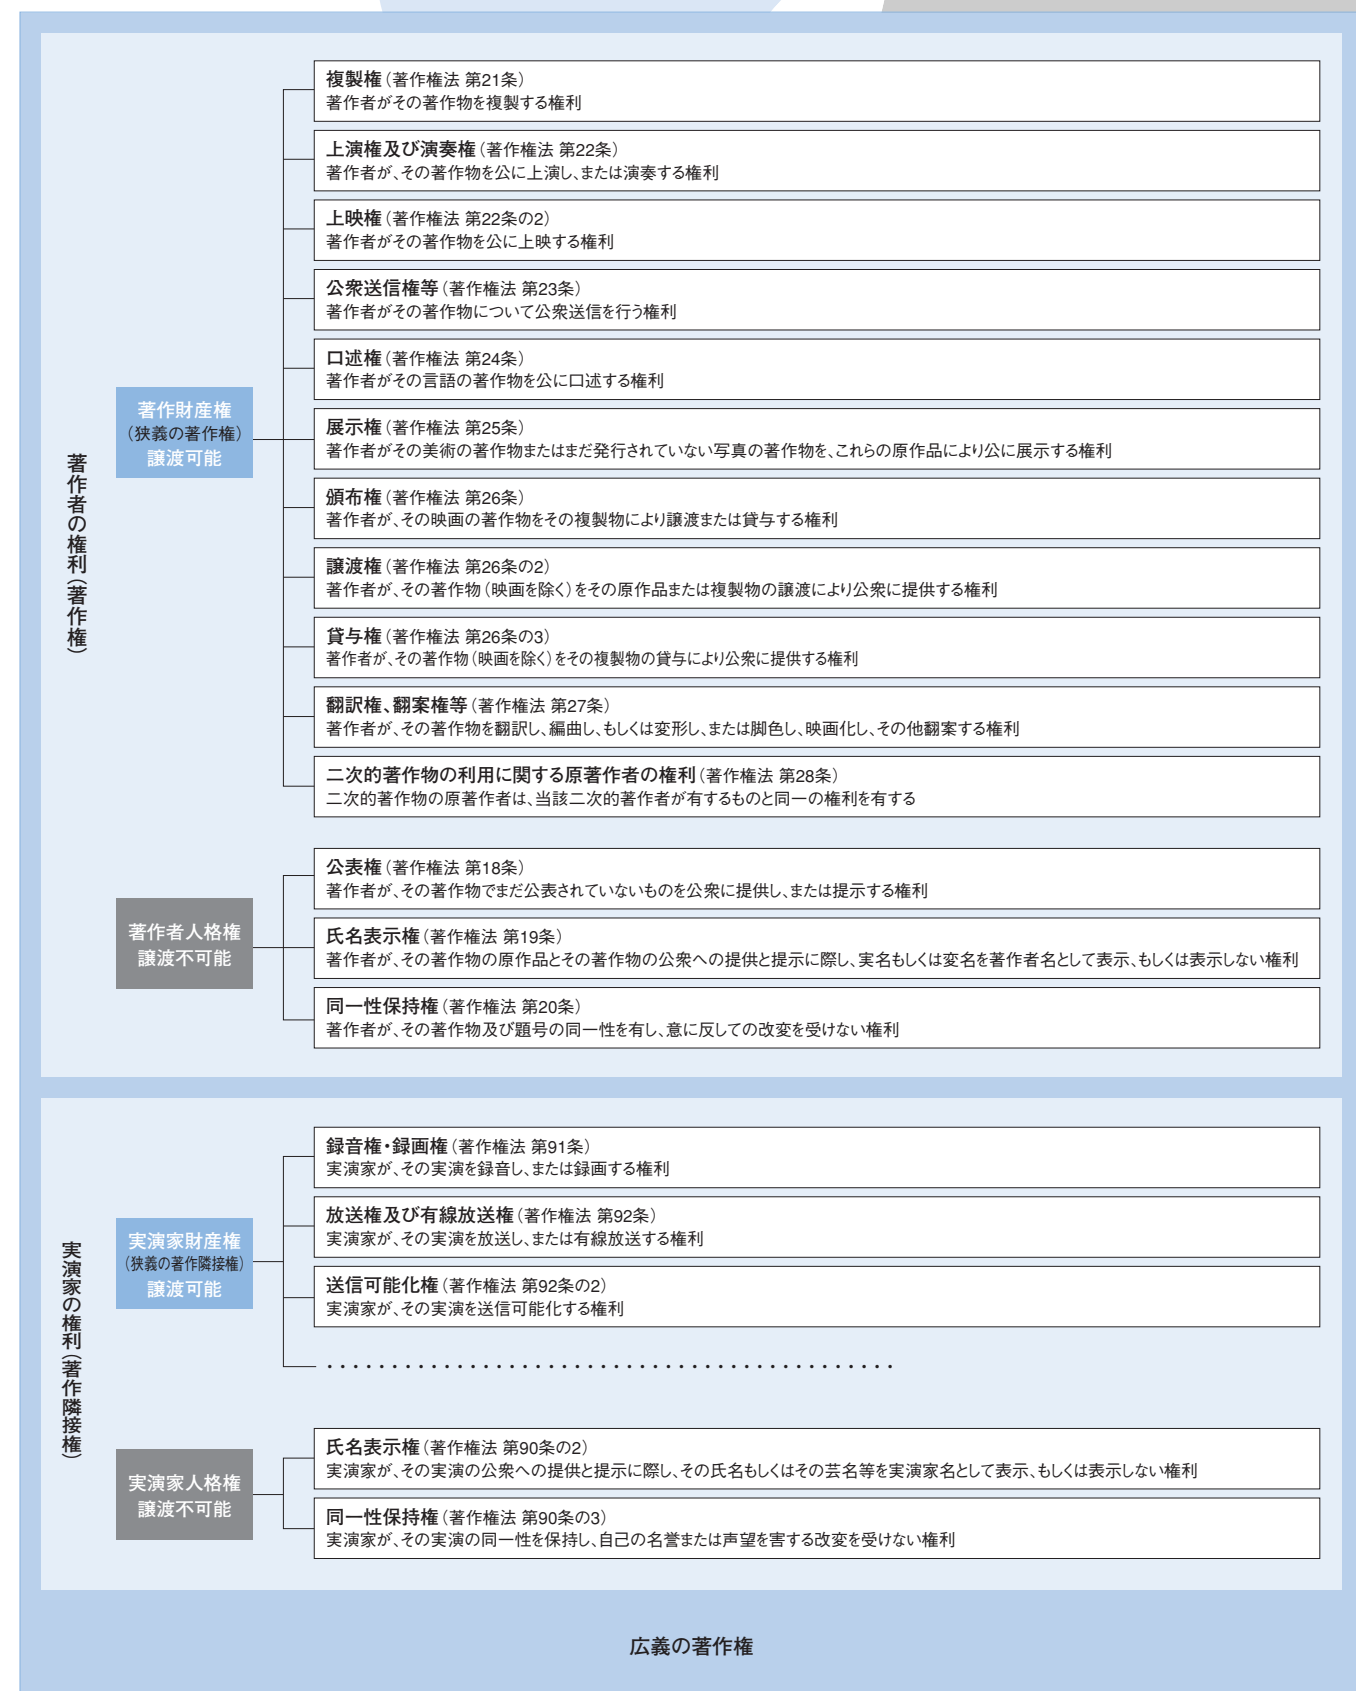 著作者の権利(著作権)
著作財産権
(狭義の著作権)
譲渡可能
複製権(著作権法 第21条)
著作者がその著作物を複製する権利
上演権及び演奏権(著作権法 第22条)
著作者が、その著作物を公に上演し、または演奏する権利
上映権(著作権法 第22条の2)
著作者がその著作物を公に上映する権利
公衆送信権等(著作権法 第23条)
著作者がその著作物について公衆送信を行う権利
口述権(著作権法 第24条)
著作者がその言語の著作物を公に口述する権利
展示権(著作権法 第25条)
著作者がその美術の著作物またはまだ発行されていない写真の著作物を、これらの原作品により公に展示する権利
頒布権(著作権法 第26条)
著作者が、その映画の著作物をその複製物により譲渡または貸与する権利
譲渡権(著作権法 第26条の2)
著作者が、その著作物(映画を除く)をその原作品または複製物の譲渡により公衆に提供する権利
貸与権(著作権法 第26条の3)
著作者が、その著作物(映画を除く)をその複製物の貸与により公衆に提供する権利
翻訳権、翻案権等(著作権法 第27条)
著作者が、その著作物を翻訳し、編曲し、もしくは変形し、または脚色し、映画化し、その他翻案する権利
二次的著作物の利用に関する原著作者の権利(著作権法 第28条)
二次的著作物の原著作者は、当該二次的著作者が有するものと同一の権利を有する
著作者人格権
譲渡不可能
公表権(著作権法 第18条)
著作者が、その著作物でまだ公表されていないものを公衆に提供し、または提示する権利
氏名表示権(著作権法 第19条)
著作者が、その著作物の原作品とその著作物の公衆への提供と提示に際し、実名もしくは変名を著作者名として表示、もしくは表示しない権利
同一性保持権(著作権法 第20条)
著作者が、その著作物及び題号の同一性を有し、意に反しての改変を受けない権利
実演家の権利(著作隣接権)
実演家財産権
(狭義の著作隣接権)
譲渡可能
録音権・録画権(著作権法 第91条)
実演家が、その実演を録音し、または録画する権利
放送権及び有線放送権(著作権法 第92条)
実演家が、その実演を放送し、または有線放送する権利
送信可能化権(著作権法 第92条の2)
実演家が、その実演を送信可能化する権利
・・・・・・・・・・・・・・・・・・・・・・・・・・・・・・・・・・・・・・・・・・・・
実演家人格権
譲渡不可能
氏名表示権(著作権法 第90条の2)
実演家が、その実演の公衆への提供と提示に際し、その氏名もしくはその芸名等を実演家名として表示、もしくは表示しない権利
同一性保持権(著作権法 第90条の3)
実演家が、その実演の同一性を保持し、自己の名誉または声望を害する改変を受けない権利
広義の著作権